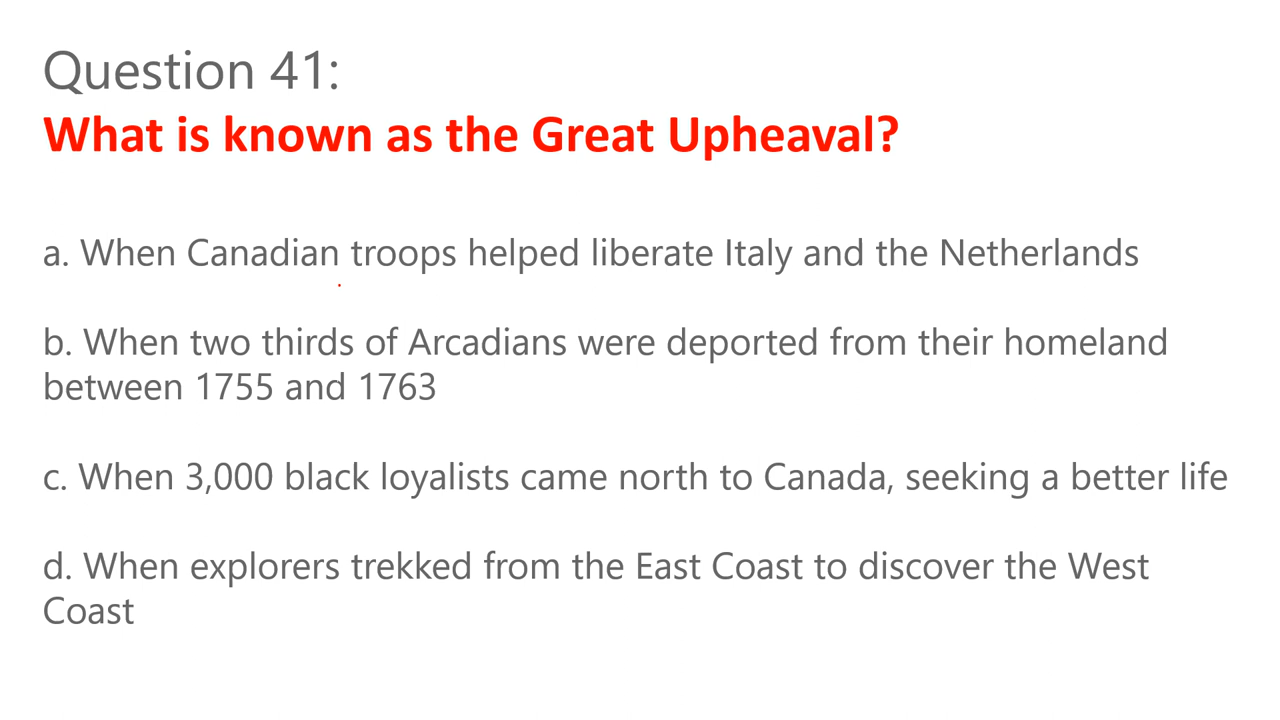 Question 41:
What is known as the Great Upheaval?
a. When Canadian troops helped liberate Italy and the Netherlands
b. When two thirds of Arcadians were deported from their homeland
between 1755 and 1763
c. When 3,000 black loyalists came north to Canada, seeking a better life
d. When explorers trekked from the East Coast to discover the West
Coast